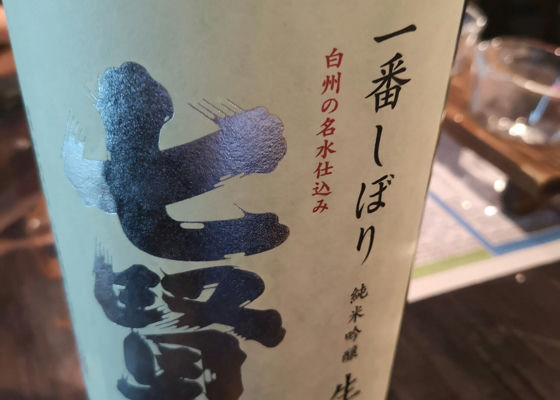 一番しぼり
純米吟醸 生
白州の名水仕込み
七賢